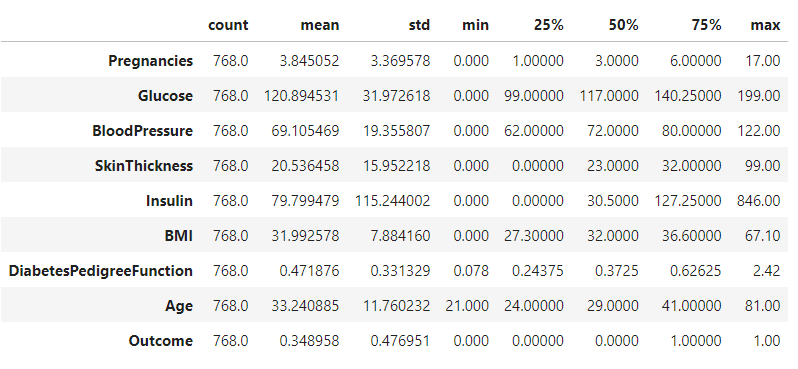 count mean std min 25% 50% 75% max
Pregnancies 768.0 3.845052 3.369578 0.000 1.00000 3.0000 6.00000 17.00
Glucose 768.0 120.894531 31.972618 0.000 99.00000 117.0000 140.25000 199.00
BloodPressure 768.0 69.105469 19.355807 0.000 62.00000 72.0000 80.00000 122.00
SkinThickness 768.0 20.536458 15.952218 0.000 0.00000 23.0000 32.00000 99.00
Insulin 768.0 79.799479 115.244002 0.000 0.00000 30.5000 127.25000 846.00
BMI 768.0 31.992578 7.884160 0.000 27.30000 32.0000 36.60000 67.10
DiabetesPedigreeFunction 768.0 0.471876 0.331329 0.078 0.24375 0.3725 0.62625 2.42
Age 768.0 33.240885 11.760232 21.000 24.00000 29.0000 41.00000 81.00
Outcome 768.0 0.348958 0.476951 0.000 0.00000 0.0000 1.00000 1.00